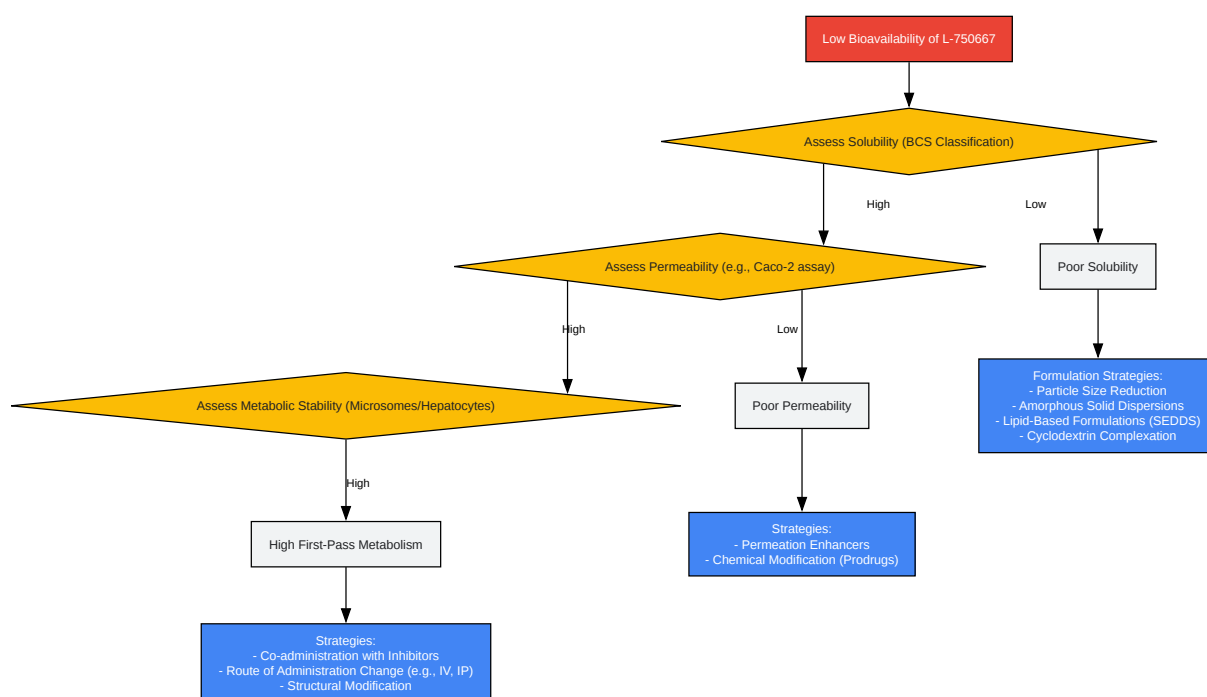 Low Bioavailability of L-750667
Assess Solubility (BCS Classification)
High
Low
Assess Permeability (e.g., Caco-2 assay)
Poor Solubility
High
Low
Formulation Strategies:
- Particle Size Reduction
- Amorphous Solid Dispersions
- Lipid-Based Formulations (SEDDS)
- Cyclodextrin Complexation
Assess Metabolic Stability (Microsomes/Hepatocytes)
Poor Permeability
High
Strategies:
- Permeation Enhancers
- Chemical Modification (Prodrugs)
High First-Pass Metabolism
Strategies:
- Co-administration with Inhibitors
- Route of Administration Change (e.g., IV, IP)
- Structural Modification